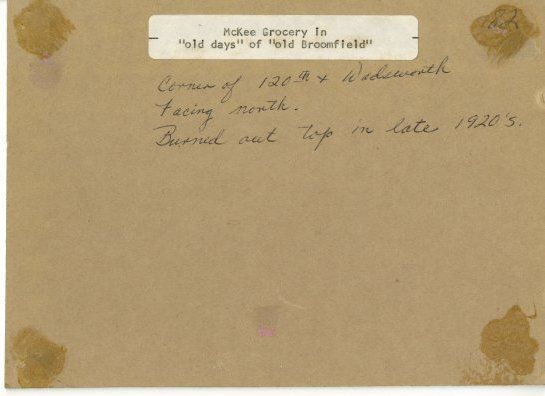 McKee Grocery in
"old days" of "old Broomfield"
182
Corner of 120th + Wadsworth
Facing north.
Burned out top in late 1920's.